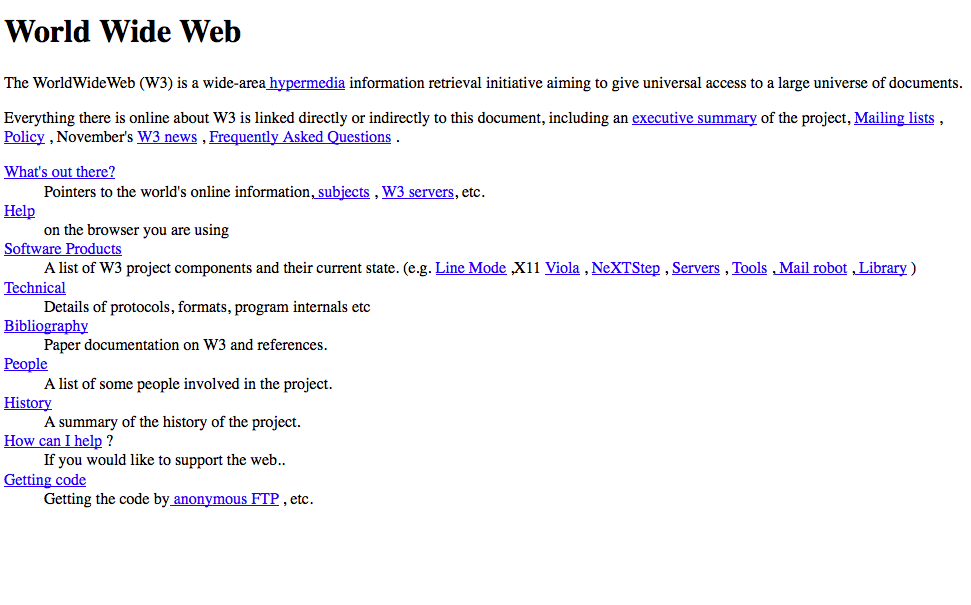 World Wide Web
The WorldWideWeb (W3) is a wide-area hypermedia information retrieval initiative aiming to give universal access to a large universe of documents.
Everything there is online about W3 is linked directly or indirectly to this document, including an executive summary of the project, Mailing lists ,
Policy , November's W3 news , Frequently Asked Questions .
What's out there?
Pointers to the world's online information, subjects , W3 servers, etc.
Help
on the browser you are using
Software Products
A list of W3 project components and their current state. (e.g. Line Mode ,X11 Viola , NeXTStep , Servers , Tools , Mail robot , Library )
Technical
Details of protocols, formats, program internals etc
Bibliography
Paper documentation on W3 and references.
People
A list of some people involved in the project.
History
A summary of the history of the project.
How can I help ?
If you would like to support the web..
Getting code
Getting the code by anonymous FTP , etc.